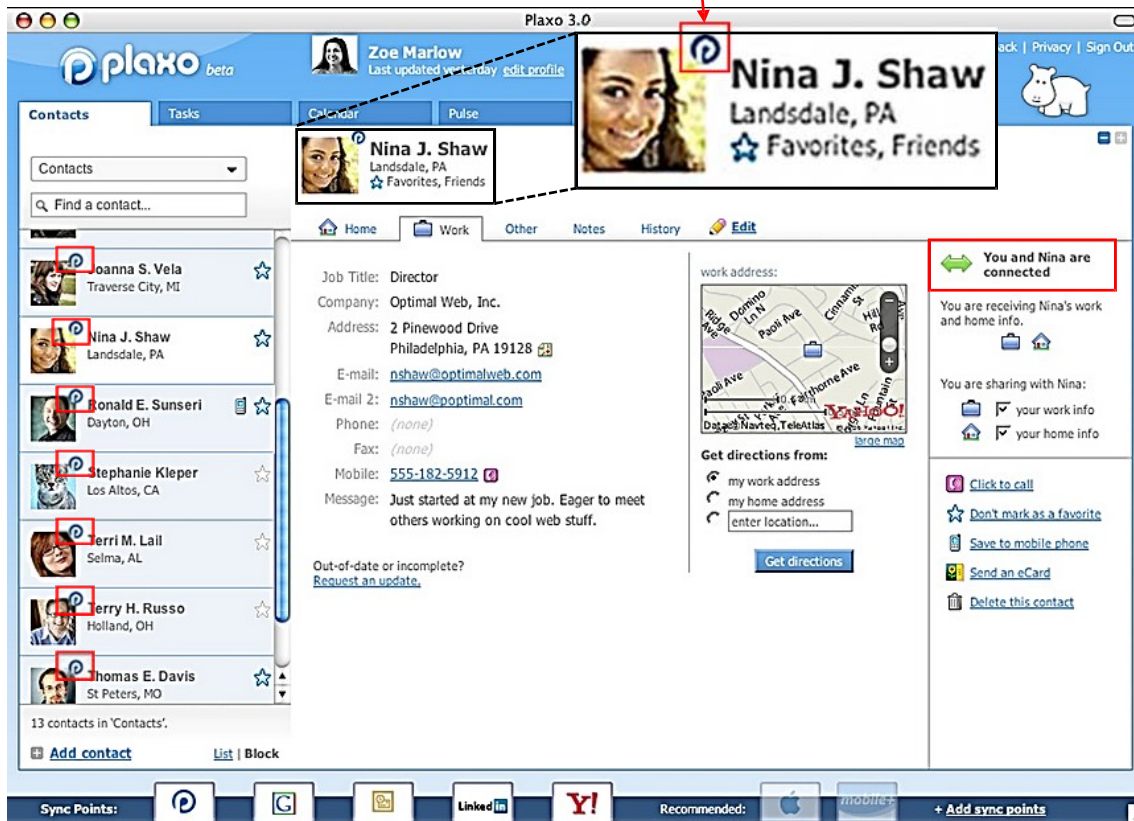 Plaxo 3.0
plaxo beta
Zoe Marlow
Last updated yesterday edit profile
ack | Privacy | Sign Out
Contacts
Tasks
Calendar
Pulse
Nina J. Shaw
Landsdale, PA
Favorites, Friends
Nina J. Shaw
Landsdale, PA
Favorites, Friends
Contacts
Find a contact...
Joanna S. Vela
Traverse City, MI
Nina J. Shaw
Landsdale, PA
Ronald E. Sunseri
Dayton, OH
Stephanie Kleper
Los Altos, CA
Terri M. Lail
Selma, AL
Terry H. Russo
Holland, OH
Thomas E. Davis
St Peters, MO
13 contacts in 'Contacts'.
Add contact
List | Block
Home
Work
Other
Notes
History
Edit
Job Title: Director
Company: Optimal Web, Inc.
Address: 2 Pinewood Drive
Philadelphia, PA 19128
E-mail: nshaw@optimalweb.com
E-mail 2: nshaw@poptimal.com
Phone: (none)
Fax: (none)
Mobile: 555-182-5912
Message: Just started at my new job. Eager to meet
others working on cool web stuff.
Out-of-date or incomplete?
Request an update.
work address:
Domino
Ln N
Ridge
Ave
Paoli Ave
YAHOO!
large map
Get directions from:
my work address
my home address
enter location...
Get directions
You and Nina are
connected
You are receiving Nina's work
and home info.
You are sharing with Nina:
your work info
your home info
Click to call
Don't mark as a favorite
Save to mobile phone
Send an eCard
Delete this contact
Sync Points:
G
Linked in
Y!
Recommended:
mobile+
+ Add sync points